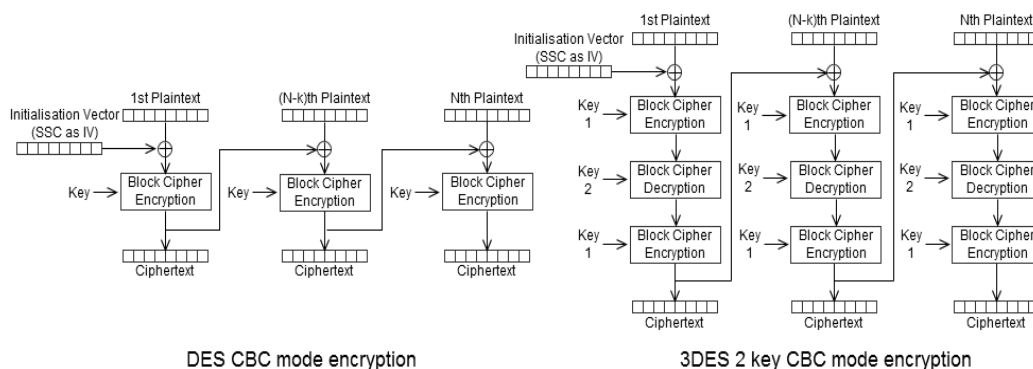 1st Plaintext
(N-k)th Plaintext
Nth Plaintext
Initialisation Vector
(SSC as IV)
Key
Block Cipher
Encryption
Key
Block Cipher
Encryption
Key
Block Cipher
Encryption
Ciphertext
Ciphertext
Ciphertext
DES CBC mode encryption
1st Plaintext
(N-k)th Plaintext
Nth Plaintext
Initialisation Vector
(SSC as IV)
Key
1
Block Cipher
Encryption
Key
1
Block Cipher
Encryption
Key
1
Block Cipher
Encryption
Key
2
Block Cipher
Decryption
Key
2
Block Cipher
Decryption
Key
2
Block Cipher
Decryption
Key
1
Block Cipher
Encryption
Key
1
Block Cipher
Encryption
Key
1
Block Cipher
Encryption
Ciphertext
Ciphertext
Ciphertext
3DES 2 key CBC mode encryption